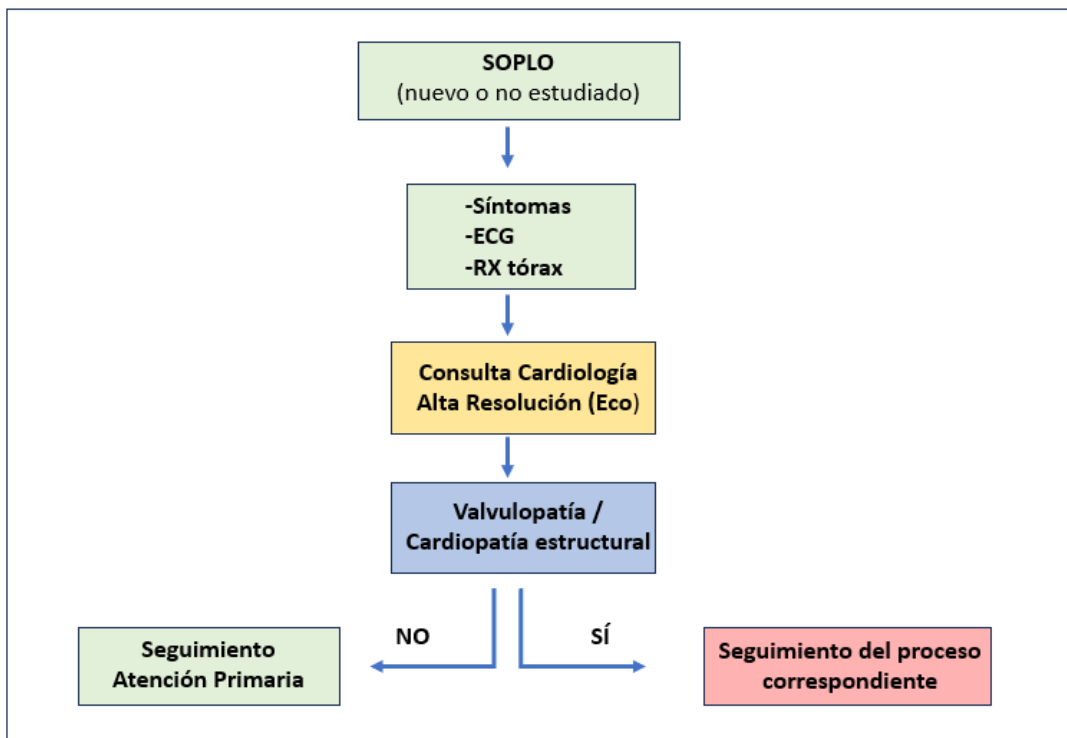 SOPLO
(nuevo o no estudiado)
-Síntomas
-ECG
-RX tórax
Consulta Cardiología
Alta Resolución (Eco)
Valvulopatía /
Cardiopatía estructural
NO
SÍ
Seguimiento
Atención Primaria
Seguimiento del proceso
correspondiente